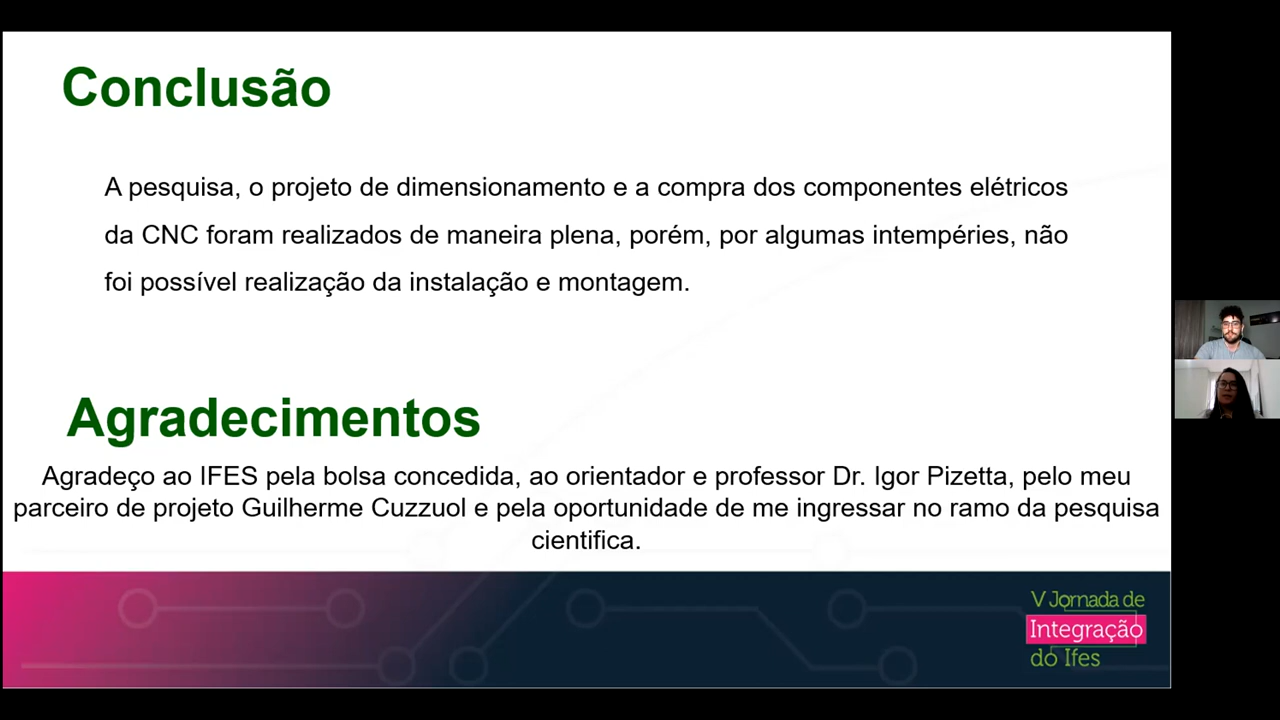 Conclusão
A pesquisa, o projeto de dimensionamento e a compra dos componentes elétricos
da CNC foram realizados de maneira plena, porém, por algumas intempéries, não
foi possível realização da instalação e montagem.
Agradecimentos
Agradeço ao IFES pela bolsa concedida, ao orientador e professor Dr. Igor Pizetta, pelo meu
parceiro de projeto Guilherme Cuzzuol e pela oportunidade de me ingressar no ramo da pesquisa
cientifica.
V Jornada de
Integração
do Ifes